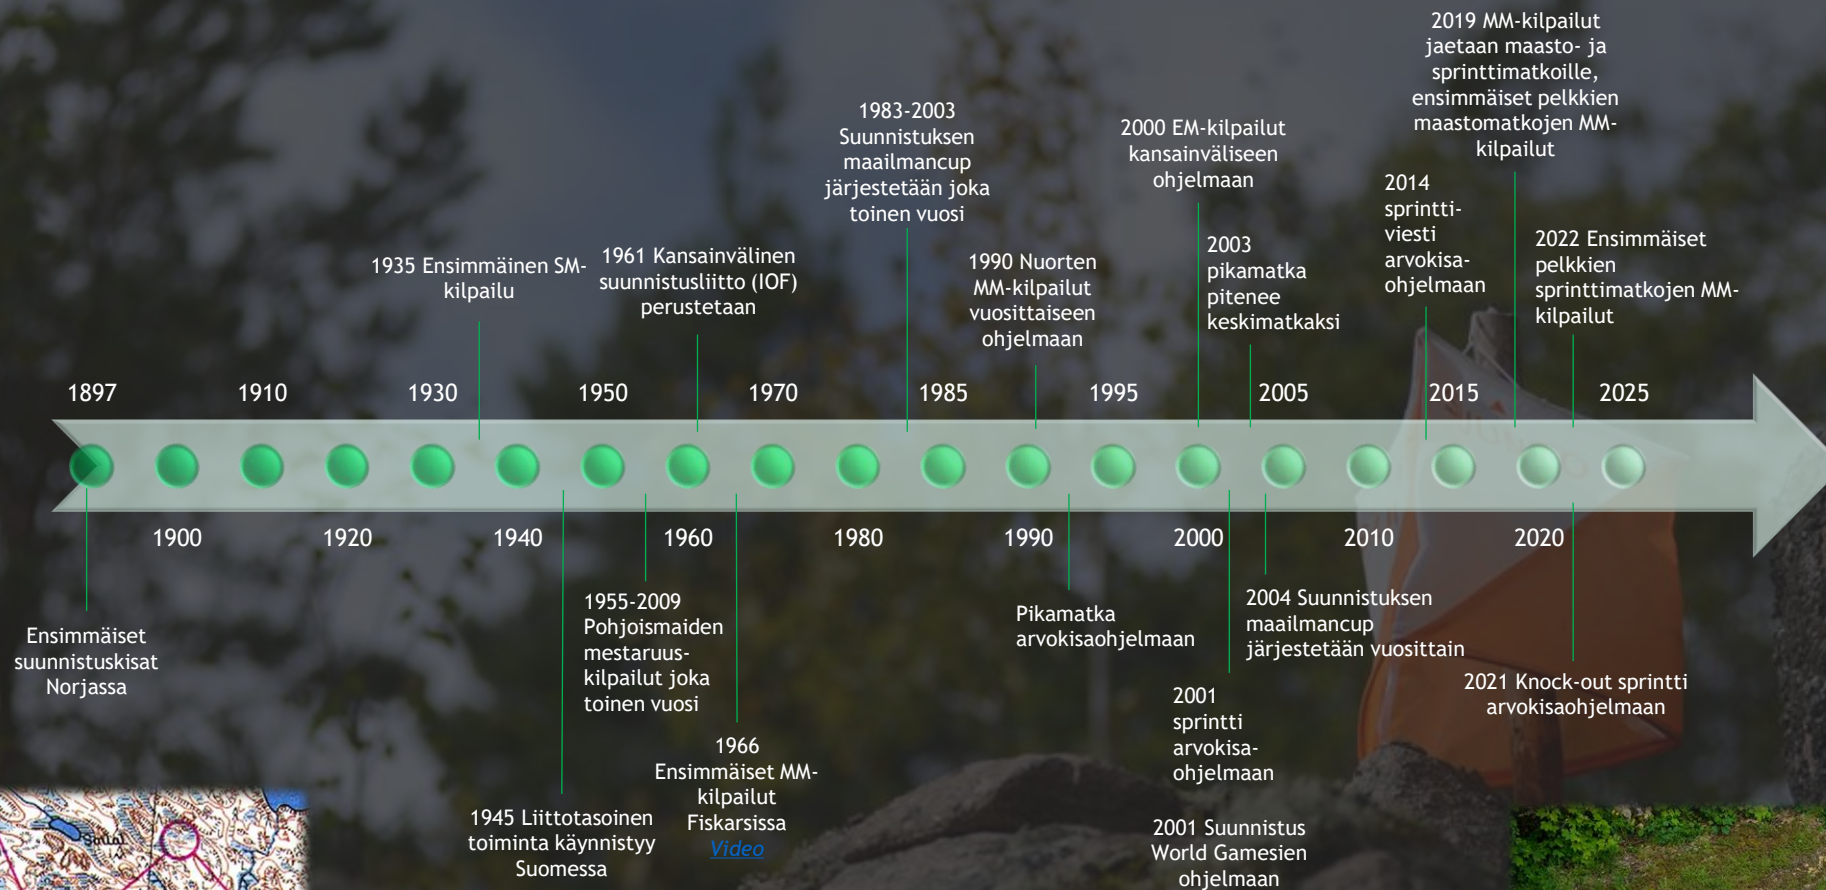 2019 MM-kilpailut
jaetaan maasto- ja
sprinttimatkoille,
ensimmäiset pelkkien
maastomatkojen MM-
kilpailut
1983-2003
Suunnistuksen
maailmancup
järjestetään joka
toinen vuosi
2000 EM-kilpailut
kansainväliseen
ohjelmaan
2014
sprintti-
viesti
arvokisa-
ohjelmaan
1935 Ensimmäinen SM-
kilpailu
1961 Kansainvälinen
suunnistusliitto (IOF)
perustetaan
1990 Nuorten
MM-kilpailut
vuosittaiseen
ohjelmaan
2003
pikamatka
pitenee
keskimatkaksi
2022 Ensimmäiset
pelkkien
sprinttimatkojen MM-
kilpailut
1897 1910 1930 1950 1970 1985 1995 2005 2015 2025
1900 1920 1940 1960 1980 1990 2000 2010 2020
Ensimmäiset
suunnistuskisat
Norjassa
1945 Liittotasoinen
toiminta käynnistyy
Suomessa
1955-2009
Pohjoismaiden
mestaruus-
kilpailut joka
toinen vuosi
1966
Ensimmäiset MM-
kilpailut
Fiskarsissa
Video
Pikamatka
arvokisaohjelmaan
2001
sprintti
arvokisa-
ohjelmaan
2001 Suunnistus
World Gamesien
ohjelmaan
2004 Suunnistuksen
maailmancup
järjestetään vuosittain
2021 Knock-out sprintti
arvokisaohjelmaan